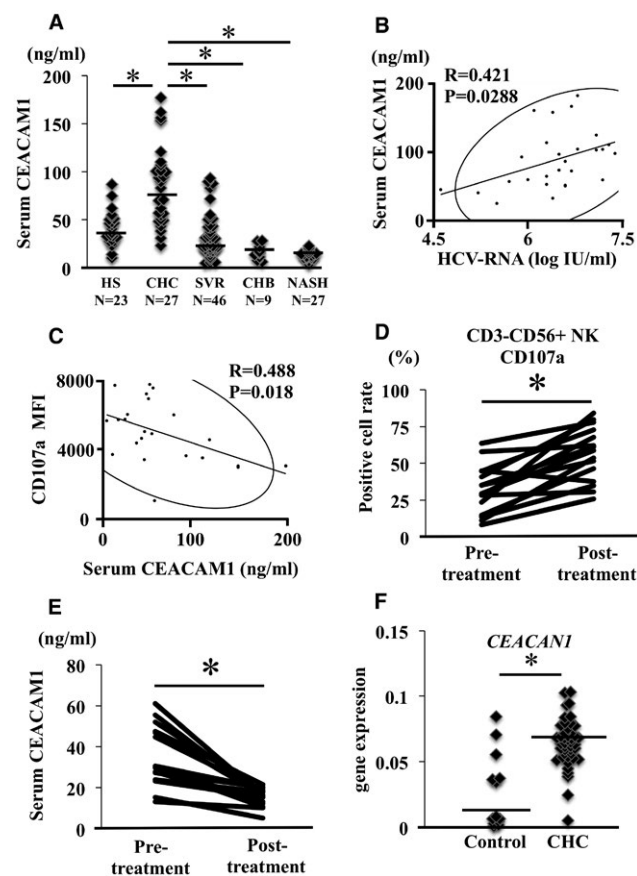 A
(ng/ml)
Serum CEACAM1
200
150
100
50
0
*
*
*
*
HS
N=23
CHC
N=27
SVR
N=46
CHB
N=9
NASH
N=27
B
(ng/ml)
Serum CEACAM1
200
100
0
R=0.421
P=0.0288
4.5
6
7.5
HCV-RNA (log IU/ml)
C
CD107a MFI
8000
4000
0
R=0.488
P=0.018
0
100
200
Serum CEACAM1 (ng/ml)
D
CD3-CD56+ NK
CD107a
(%)
Positive cell rate
100
75
50
25
0
*
Pre-
treatment
Post-
treatment
E
(ng/ml)
Serum CEACAM1
80
60
40
20
0
*
Pre-
treatment
Post-
treatment
F
CEACAN1
gene expression
0.1
0.05
0
*
Control
CHC